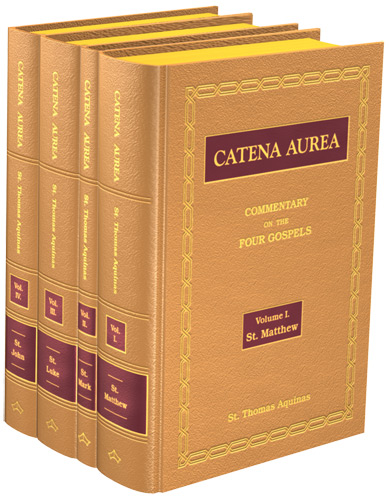 CATENA AUREA
St. Thomas Aquinas
Vol. IV.
St. John
CATENA AUREA
St. Thomas Aquinas
Vol. III.
St. Luke
CATENA AUREA
St. Thomas Aquinas
Vol. II.
St. Mark
CATENA AUREA
St. Thomas Aquinas
Vol. I.
St. Matthew
CATENA AUREA
COMMENTARY
ON THE
FOUR GOSPELS
Volume I.
St. Matthew
St. Thomas Aquinas